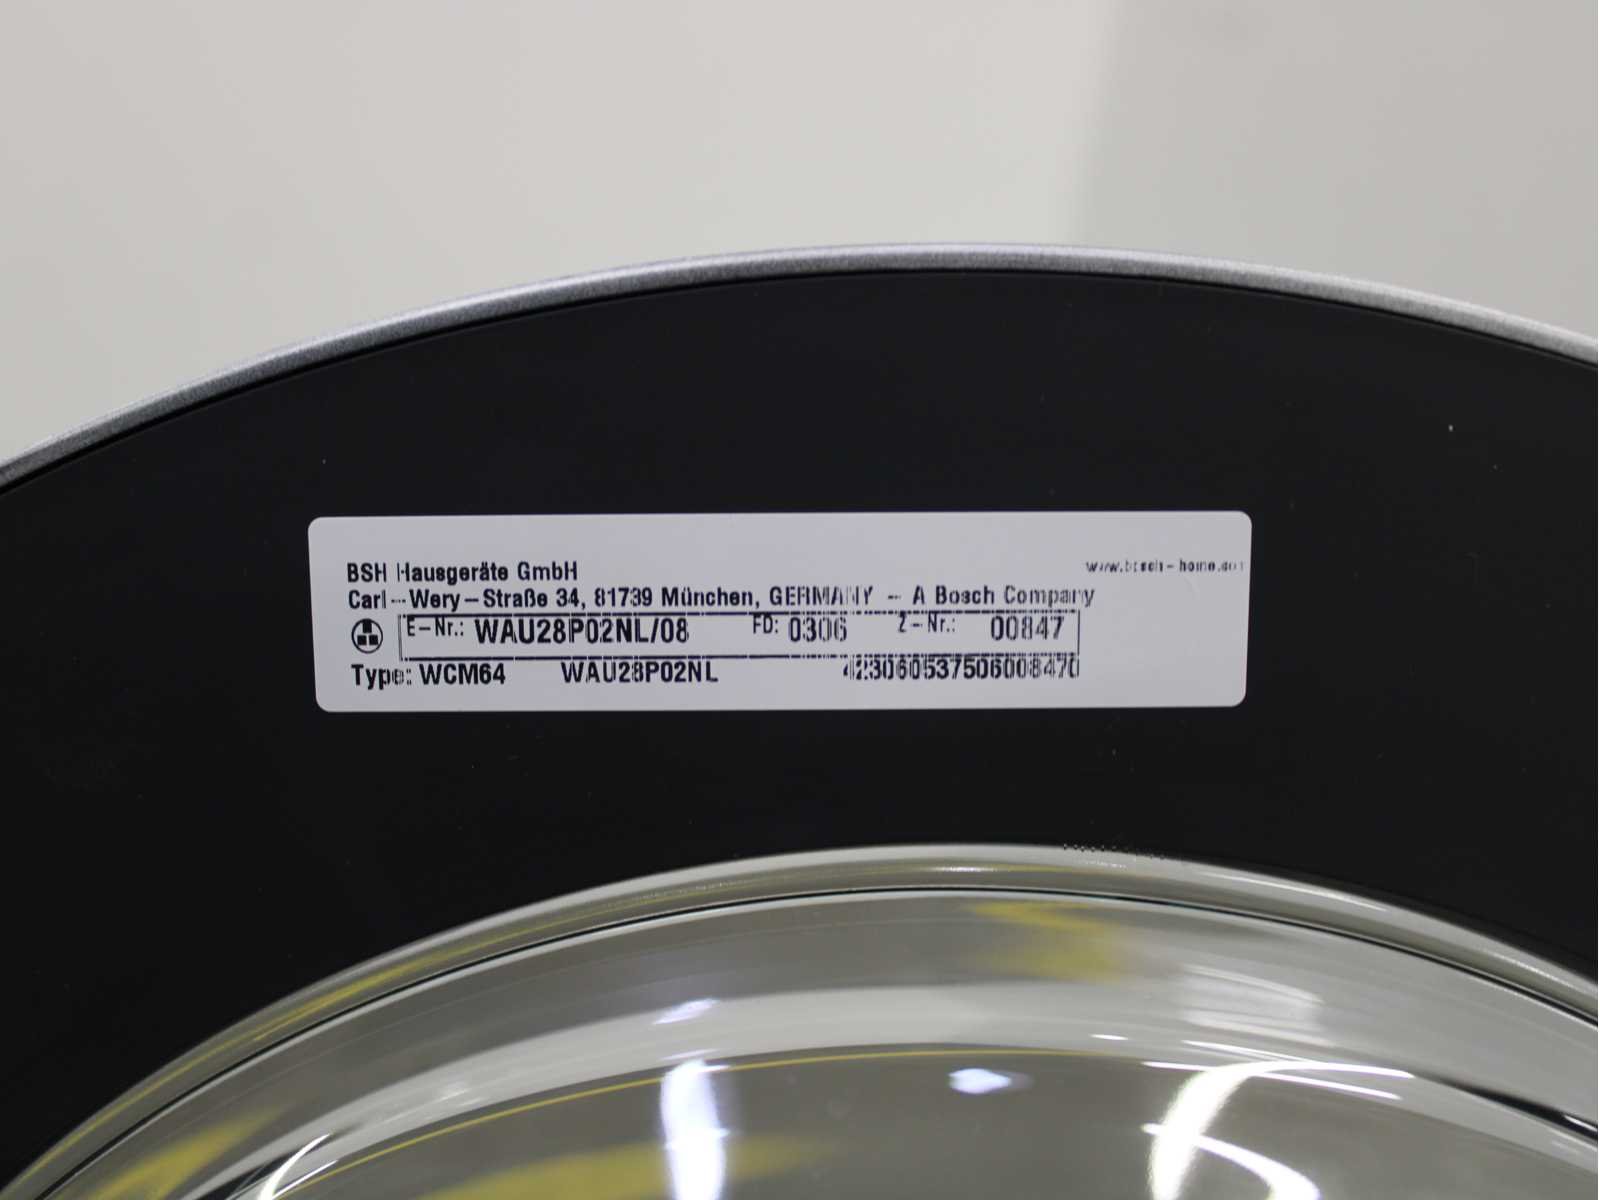 BSH Hausgeräte GmbH
www.bosch-home.com
Carl-Wery-Straße 34, 81739 München, GERMANY - A Bosch Company
E-Nr.: WAU28P02NL/08 FD: 0306 Z-Nr.: 00847
Type: WCM64 WAU28P02NL 423060537506008470